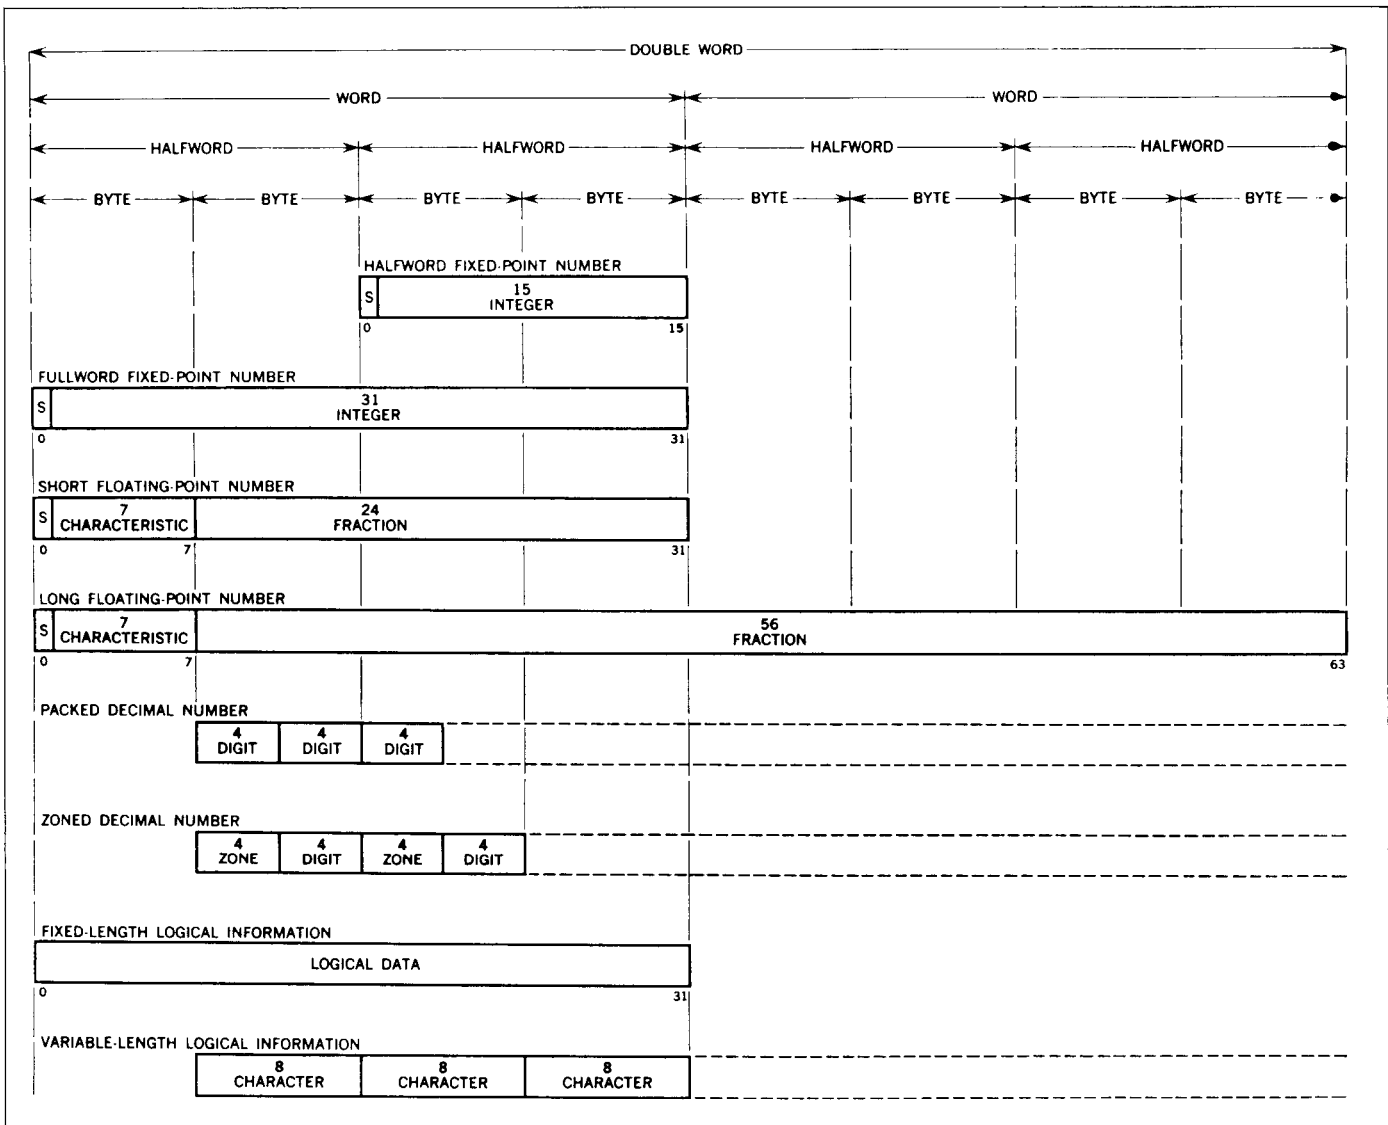 DOUBLE WORD
WORD WORD
HALFWORD HALFWORD HALFWORD HALFWORD
BYTE BYTE BYTE BYTE BYTE BYTE BYTE BYTE
HALFWORD FIXED-POINT NUMBER
S 15
INTEGER
0 15
FULLWORD FIXED-POINT NUMBER
S 31
INTEGER
0 31
SHORT FLOATING-POINT NUMBER
S 7 24
CHARACTERISTIC FRACTION
0 7 31
LONG FLOATING-POINT NUMBER
S 7 56
CHARACTERISTIC FRACTION
0 7 63
PACKED DECIMAL NUMBER
4 4 4
DIGIT DIGIT DIGIT
ZONED DECIMAL NUMBER
4 4 4 4
ZONE DIGIT ZONE DIGIT
FIXED-LENGTH LOGICAL INFORMATION
LOGICAL DATA
0 31
VARIABLE-LENGTH LOGICAL INFORMATION
8 8 8
CHARACTER CHARACTER CHARACTER